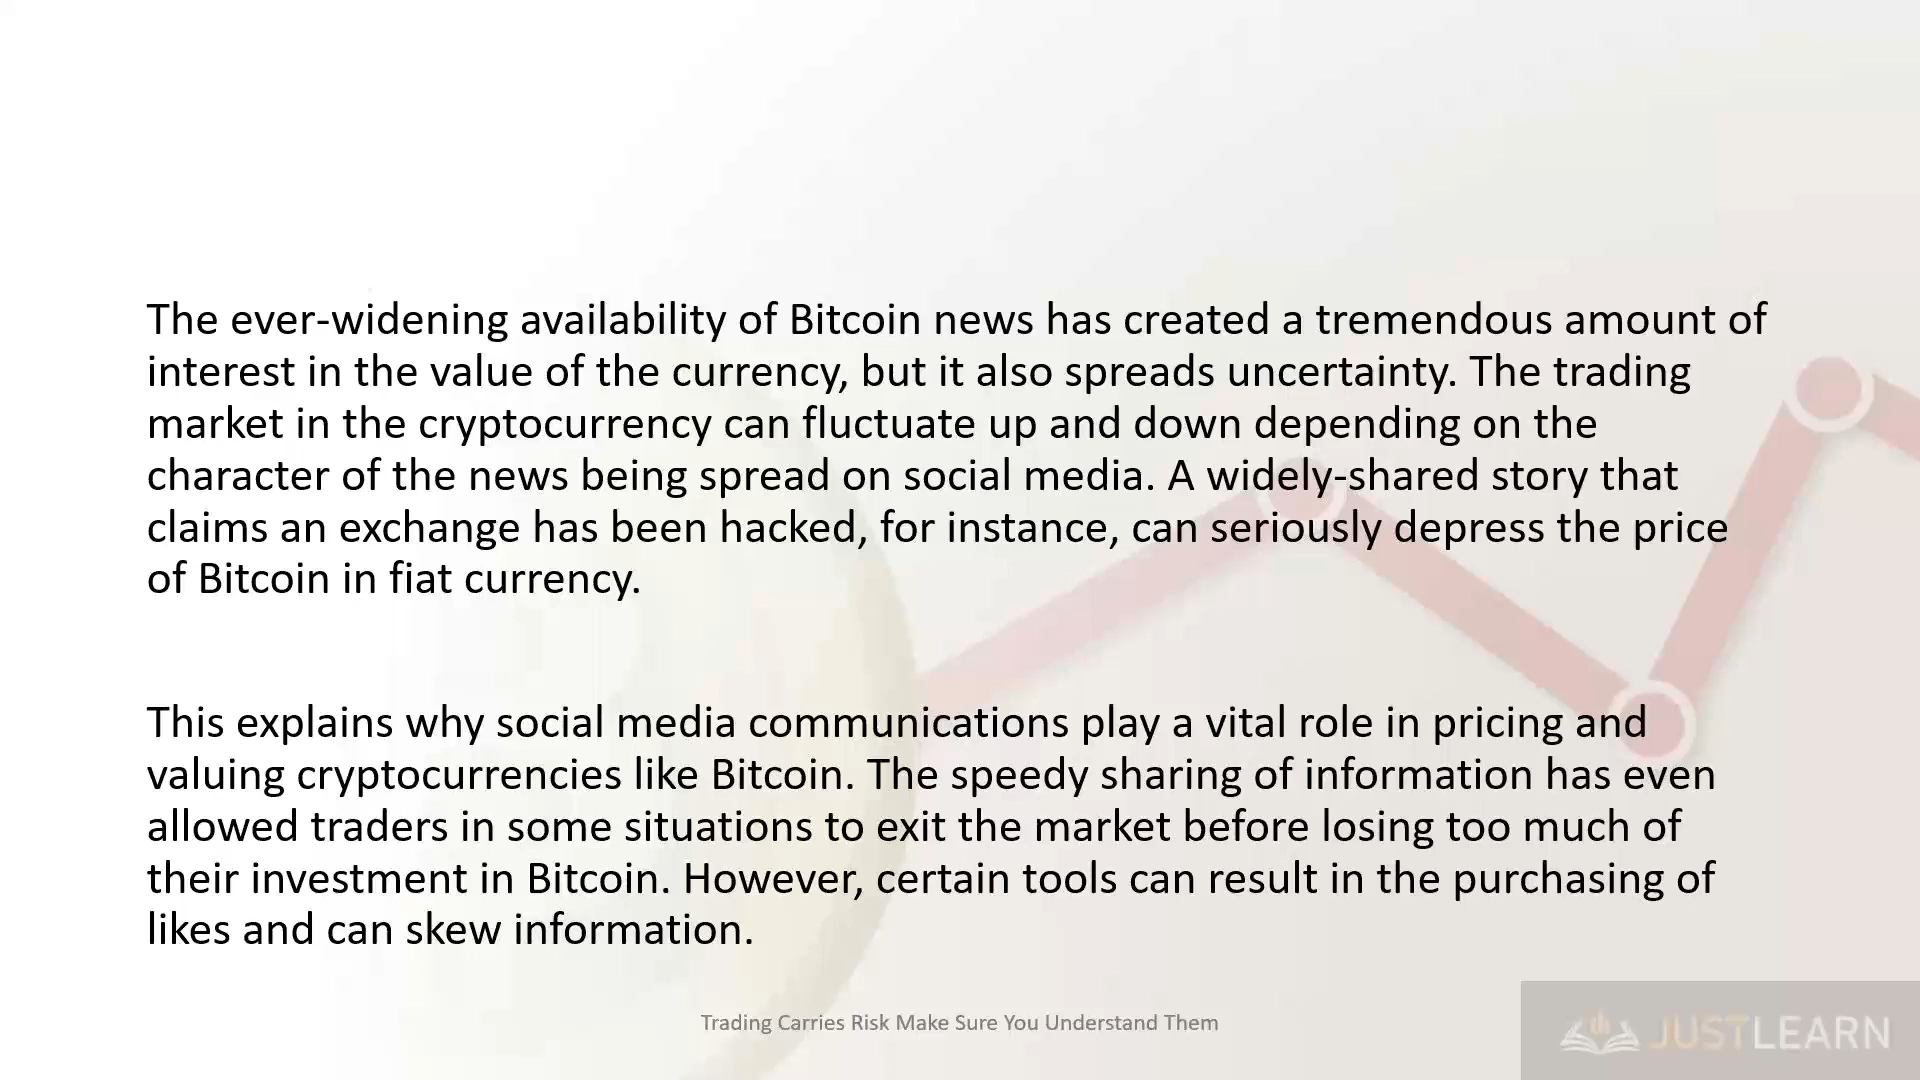 The ever-widening availability of Bitcoin news has created a tremendous amount of
interest in the value of the currency, but it also spreads uncertainty. The trading
market in the cryptocurrency can fluctuate up and down depending on the
character of the news being spread on social media. A widely-shared story that
claims an exchange has been hacked, for instance, can seriously depress the price
of Bitcoin in fiat currency.
This explains why social media communications play a vital role in pricing and
valuing cryptocurrencies like Bitcoin. The speedy sharing of information has even
allowed traders in some situations to exit the market before losing too much of
their investment in Bitcoin. However, certain tools can result in the purchasing of
likes and can skew information.
Trading Carries Risk Make Sure You Understand Them
JUSTLEARN